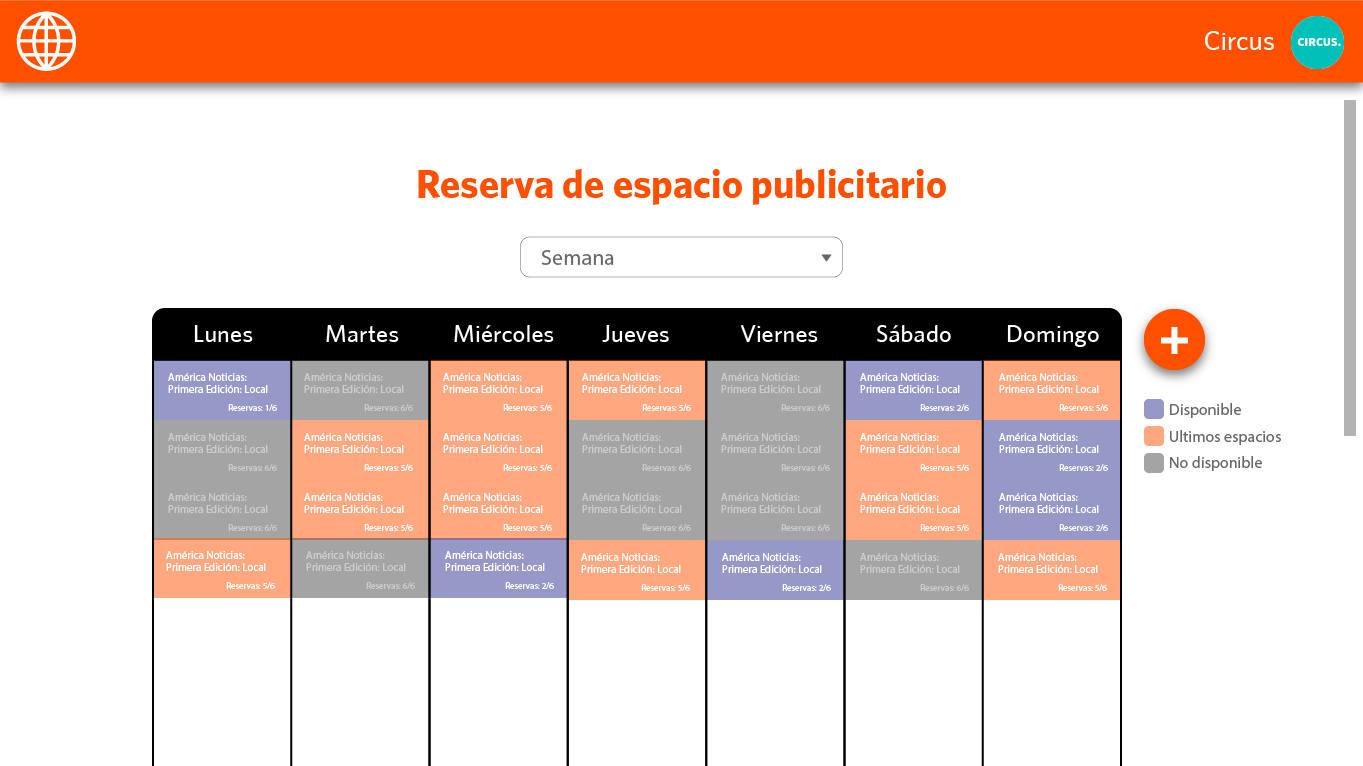 Circus
CIRCUS.
Reserva de espacio publicitario
Semana
Lunes Martes Miércoles Jueves Viernes Sábado Domingo
América Noticias: América Noticias: América Noticias: América Noticias: América Noticias: América Noticias: América Noticias:
Primera Edición: Local Primera Edición: Local Primera Edición: Local Primera Edición: Local Primera Edición: Local Primera Edición: Local Primera Edición: Local
Reservas: 1/6 Reservas: 6/6 Reservas: 5/6 Reservas: 5/6 Reservas: 6/6 Reservas: 2/6 Reservas: 5/6
América Noticias: América Noticias: América Noticias: América Noticias: América Noticias: América Noticias: América Noticias:
Primera Edición: Local Primera Edición: Local Primera Edición: Local Primera Edición: Local Primera Edición: Local Primera Edición: Local Primera Edición: Local
Reservas: 6/6 Reservas: 5/6 Reservas: 5/6 Reservas: 6/6 Reservas: 6/6 Reservas: 5/6 Reservas: 2/6
América Noticias: América Noticias: América Noticias: América Noticias: América Noticias: América Noticias: América Noticias:
Primera Edición: Local Primera Edición: Local Primera Edición: Local Primera Edición: Local Primera Edición: Local Primera Edición: Local Primera Edición: Local
Reservas: 6/6 Reservas: 5/6 Reservas: 5/6 Reservas: 6/6 Reservas: 6/6 Reservas: 5/6 Reservas: 2/6
América Noticias: América Noticias: América Noticias: América Noticias: América Noticias: América Noticias: América Noticias:
Primera Edición: Local Primera Edición: Local Primera Edición: Local Primera Edición: Local Primera Edición: Local Primera Edición: Local Primera Edición: Local
Reservas: 5/6 Reservas: 6/6 Reservas: 2/6 Reservas: 5/6 Reservas: 2/6 Reservas: 6/6 Reservas: 5/6
+
Disponible
Ultimos espacios
No disponible